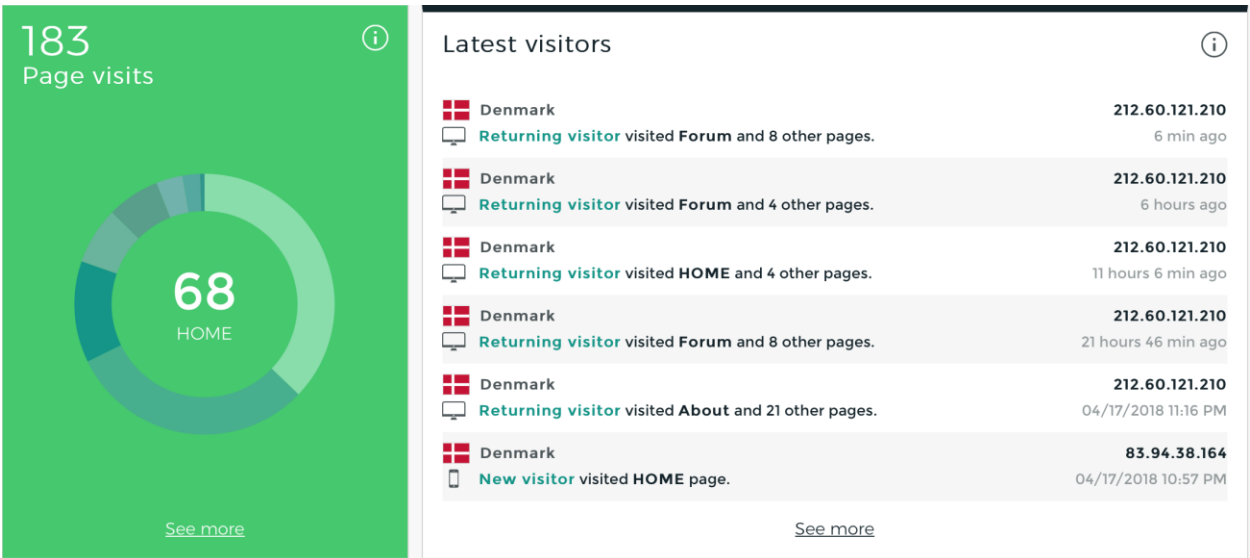 183
Page visits
68
HOME
See more
Latest visitors
Denmark 212.60.121.210
Returning visitor visited Forum and 8 other pages. 6 min ago
Denmark 212.60.121.210
Returning visitor visited Forum and 4 other pages. 6 hours ago
Denmark 212.60.121.210
Returning visitor visited HOME and 4 other pages. 11 hours 6 min ago
Denmark 212.60.121.210
Returning visitor visited Forum and 8 other pages. 21 hours 46 min ago
Denmark 212.60.121.210
Returning visitor visited About and 21 other pages. 04/17/2018 11:16 PM
Denmark 83.94.38.164
New visitor visited HOME page. 04/17/2018 10:57 PM
See more